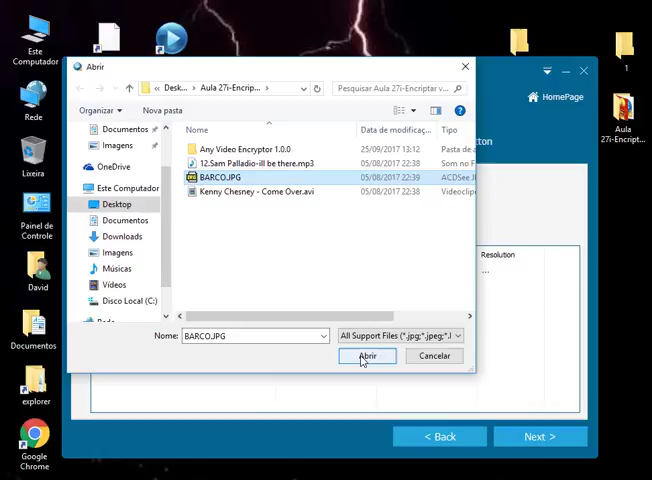 Este
Computador
Rede
Lixeira
Painel de
Controle
David
Documentos
explorer
Google
Chrome
1
Aula
27i-Encript...
Abrir
« Desk... › Aula 27i-Encrip... ›
Pesquisar Aula 27i-Encriptar v...
Organizar
Nova pasta
Documentos
Imagens
OneDrive
Este Computador
Desktop
Documentos
Downloads
Imagens
Músicas
Vídeos
Disco Local (C:)
Nome
Data de modificaç...
Tipo
Any Video Encryptor 1.0.0
25/09/2017 13:12
Pasta de a
12.Sam Palladio-ill be there.mp3
05/08/2017 22:38
Som no F
BARCO.JPG
05/08/2017 22:39
ACDSee JI
Kenny Chesney - Come Over.avi
05/08/2017 22:38
Videoclip
Nome:
BARCO.JPG
All Support Files (*.jpg;*.jpeg;*.l
Abrir
Cancelar
HomePage
tton
Resolution
...
< Back
Next >